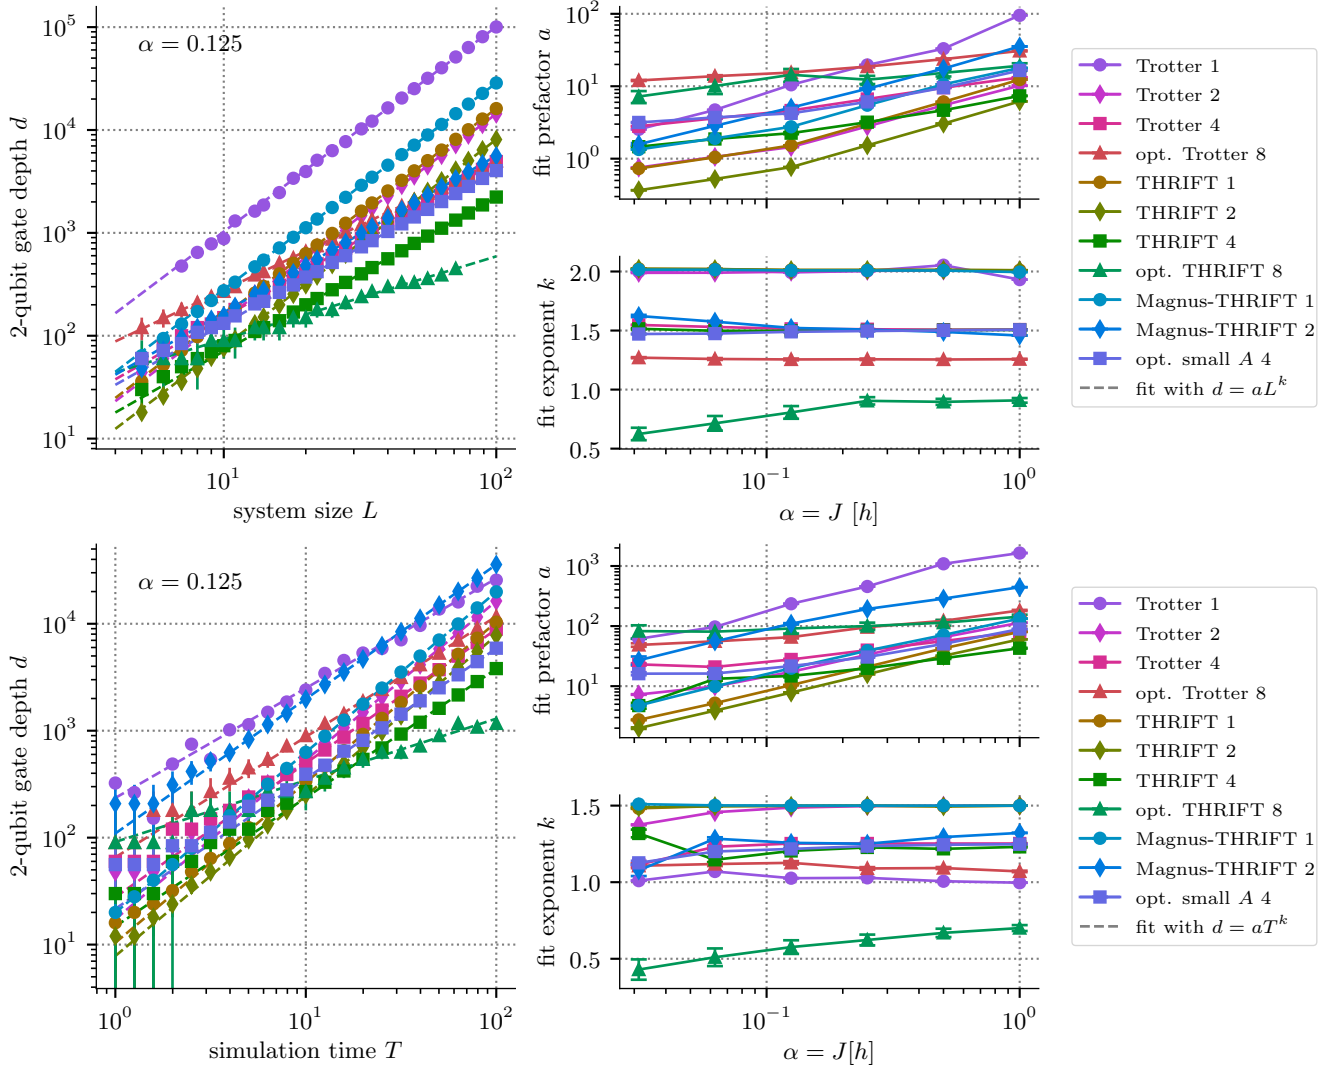 10^5
10^4
10^3
10^2
10^1
2-qubit gate depth d
α = 0.125
10^1
10^2
system size L
10^2
10^1
10^0
fit prefactor a
2.0
1.5
1.0
0.5
fit exponent k
10^−1
10^0
α = J [h]
Trotter 1
Trotter 2
Trotter 4
opt. Trotter 8
THRIFT 1
THRIFT 2
THRIFT 4
opt. THRIFT 8
Magnus-THRIFT 1
Magnus-THRIFT 2
opt. small A 4
fit with d = aL^k
10^4
10^3
10^2
10^1
2-qubit gate depth d
α = 0.125
10^0
10^1
10^2
simulation time T
10^3
10^2
10^1
fit prefactor a
1.5
1.0
0.5
fit exponent k
10^−1
10^0
α = J[h]
Trotter 1
Trotter 2
Trotter 4
opt. Trotter 8
THRIFT 1
THRIFT 2
THRIFT 4
opt. THRIFT 8
Magnus-THRIFT 1
Magnus-THRIFT 2
opt. small A 4
fit with d = aT^k